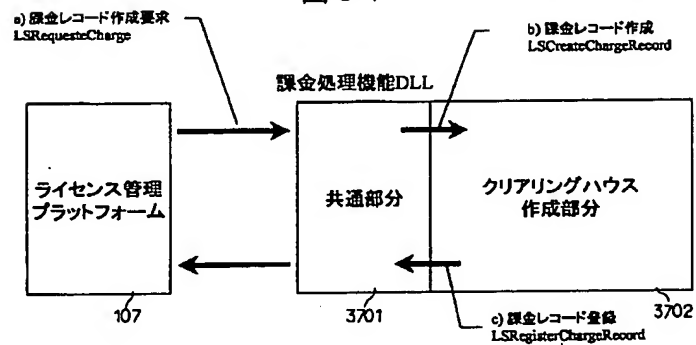 a) 課金レコード作成要求
LSRequesteCharge
b) 課金レコード作成
LSCreateChargeRecord
課金処理機能DLL
ライセンス管理
プラットフォーム
共通部分
クリアリングハウス
作成部分
107
3701
3702
c) 課金レコード登録
LSRegisterChargeRecord